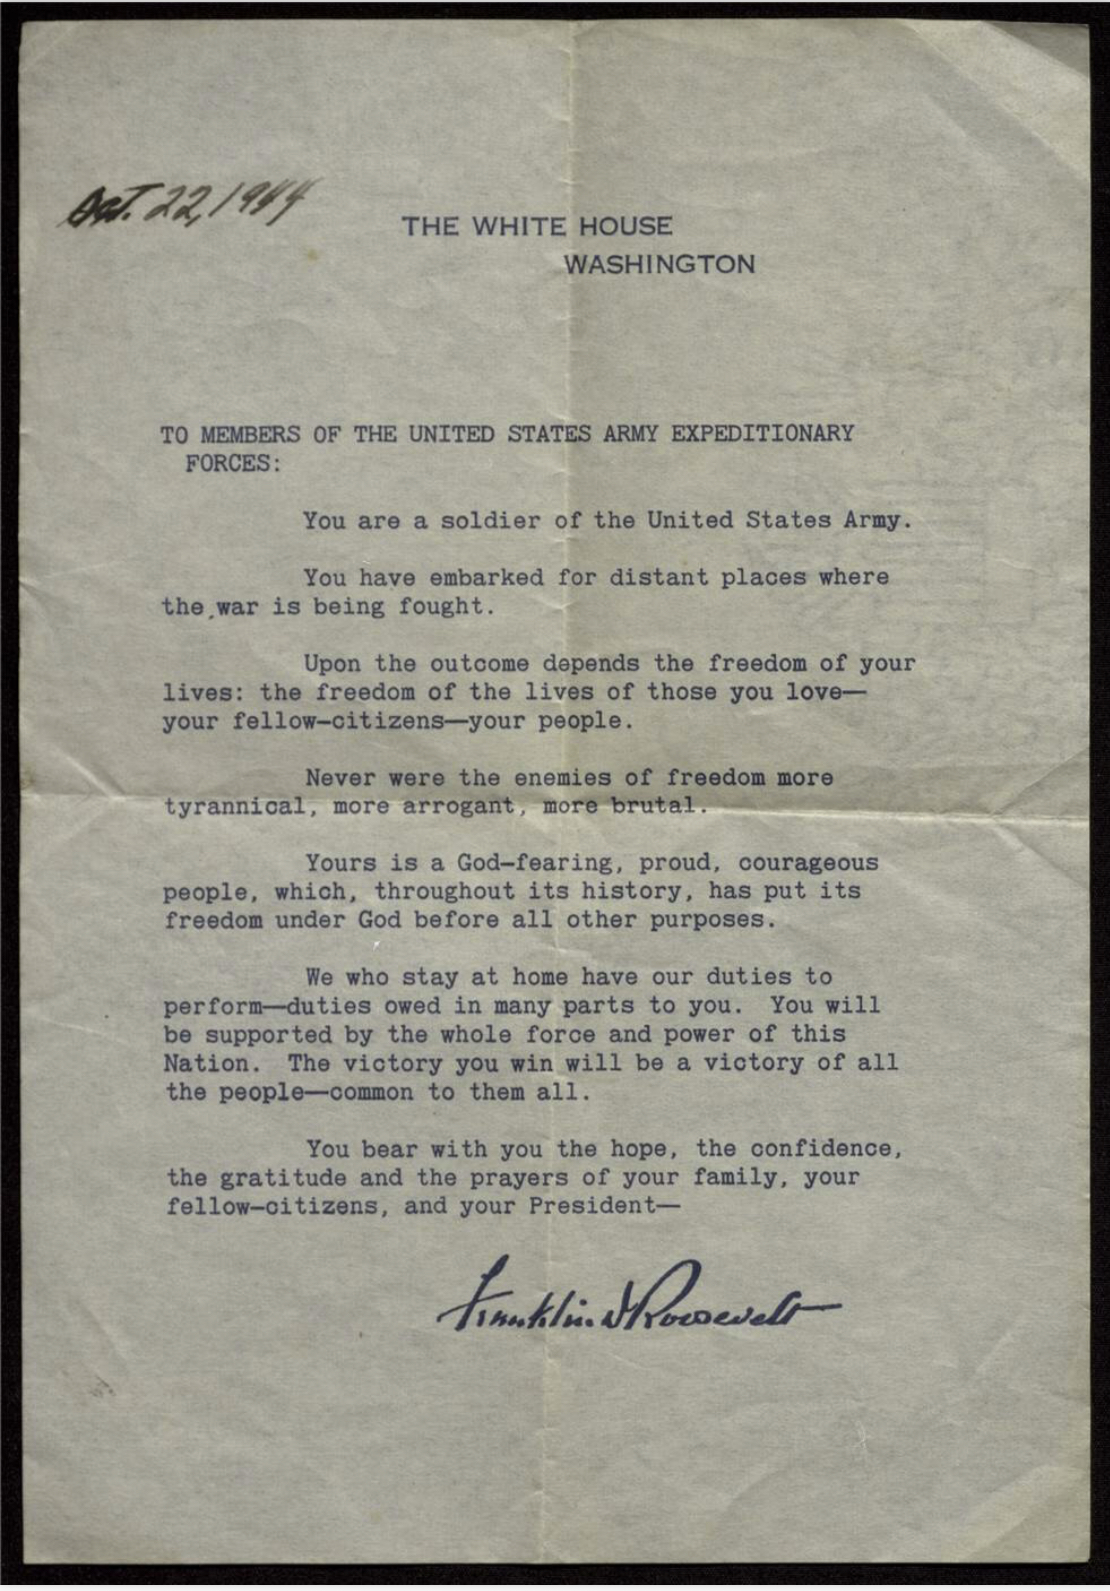 Oct. 22, 1944
THE WHITE HOUSE
WASHINGTON
TO MEMBERS OF THE UNITED STATES ARMY EXPEDITIONARY
FORCES:
You are a soldier of the United States Army.
You have embarked for distant places where
the war is being fought.
Upon the outcome depends the freedom of your
lives: the freedom of the lives of those you love—
your fellow-citizens—your people.
Never were the enemies of freedom more
tyrannical, more arrogant, more brutal.
Yours is a God-fearing, proud, courageous
people, which, throughout its history, has put its
freedom under God before all other purposes.
We who stay at home have our duties to
perform—duties owed in many parts to you. You will
be supported by the whole force and power of this
Nation. The victory you win will be a victory of all
the people—common to them all.
You bear with you the hope, the confidence,
the gratitude and the prayers of your family, your
fellow-citizens, and your President—
Franklin D Roosevelt